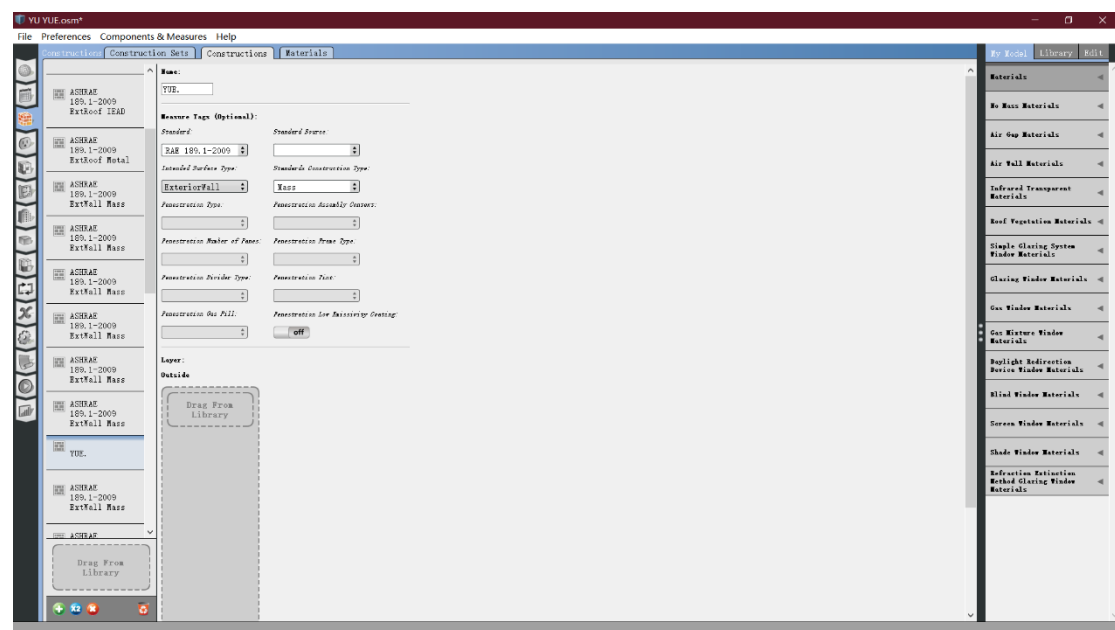 YU YUE.osm*
File Preferences Components & Measures Help
Constructions Construction Sets Constructions Materials
My Model Library Edit
ASHRAE
189.1-2009
ExtRoof IEAD
ASHRAE
189.1-2009
ExtRoof Metal
ASHRAE
189.1-2009
ExtWall Mass
ASHRAE
189.1-2009
ExtWall Mass
ASHRAE
189.1-2009
ExtWall Mass
ASHRAE
189.1-2009
ExtWall Mass
ASHRAE
189.1-2009
ExtWall Mass
ASHRAE
189.1-2009
ExtWall Mass
YUE.
ASHRAE
189.1-2009
ExtWall Mass
ASHRAE
Drag From
Library
x2
Name:
YUE.
Measure Tags (Optional):
Standard: Standard Source:
RAE 189.1-2009
Intended Surface Type: Standards Construction Type:
ExteriorWall Mass
Fenestration Type: Fenestration Assembly Context:
Fenestration Number of Panes: Fenestration Frame Type:
Fenestration Divider Type: Fenestration Tint:
Fenestration Gas Fill: Fenestration Low Emissivity Coating:
off
Layer:
Outside
Drag From
Library
Materials
No Mass Materials
Air Gap Materials
Air Wall Materials
Infrared Transparent
Materials
Roof Vegetation Materials
Simple Glazing System
Window Materials
Glazing Window Materials
Gas Window Materials
Gas Mixture Window
Materials
Daylight Redirection
Device Window Materials
Blind Window Materials
Screen Window Materials
Shade Window Materials
Refraction Extinction
Method Glazing Window
Materials